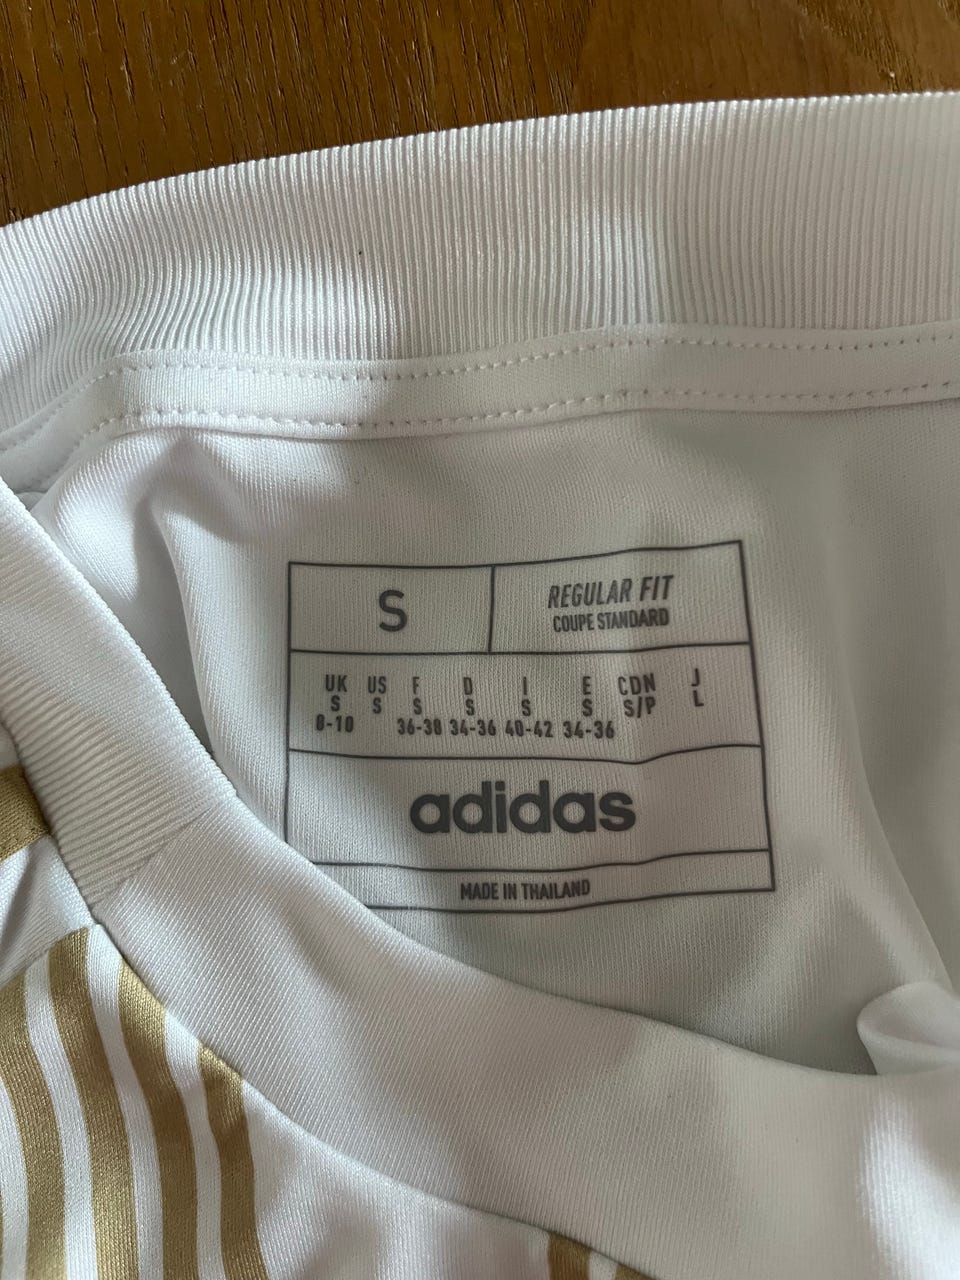 S
REGULAR FIT
COUPE STANDARD
UK US F D I E CDN J
S S S S S S S/P L
8-10 36-38 34-36 40-42 34-36
adidas
MADE IN THAILAND